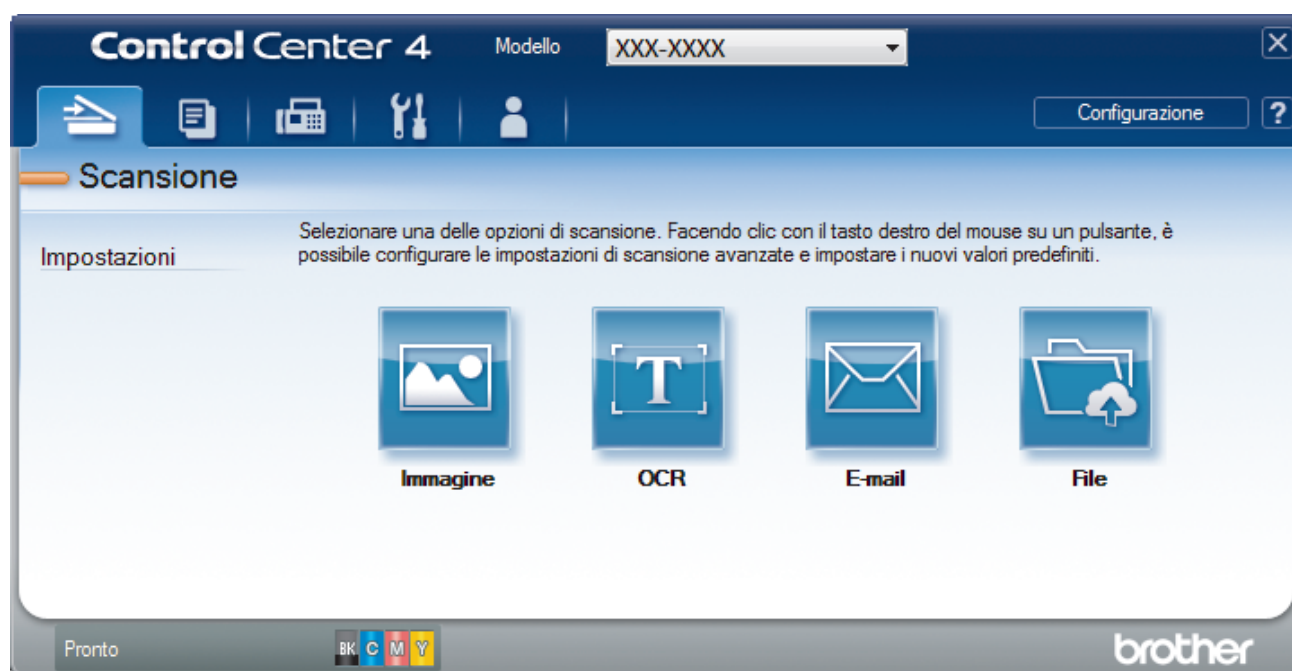 ControlCenter 4 Modello XXX-XXXX
Configurazione ?
Scansione
Impostazioni
Selezionare una delle opzioni di scansione. Facendo clic con il tasto destro del mouse su un pulsante, è
possibile configurare le impostazioni di scansione avanzate e impostare i nuovi valori predefiniti.
T
Immagine OCR E-mail File
Pronto BK C M Y brother